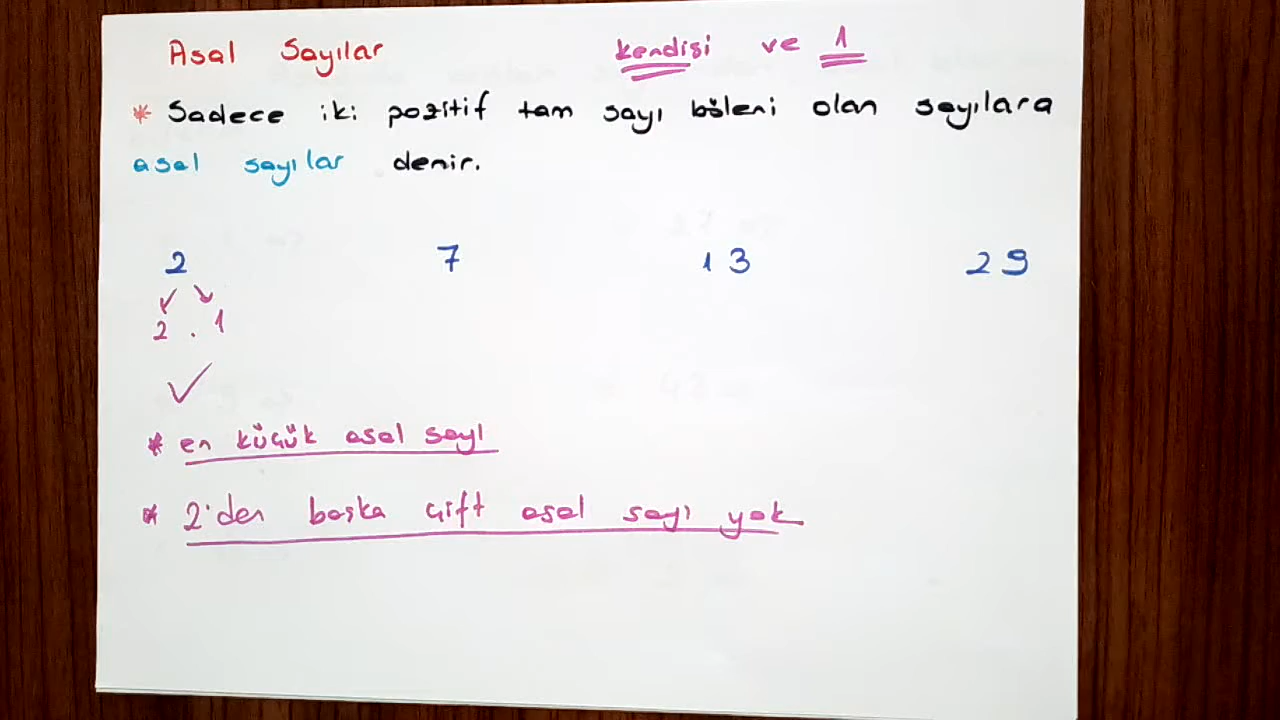 Asal Sayılar kendisi ve 1
* Sadece iki pozitif tam sayı böleni olan sayılara
asal sayılar denir.
2 7 13 29
2 . 1
* en küçük asal sayı
* 2'den başka çift asal sayı yok